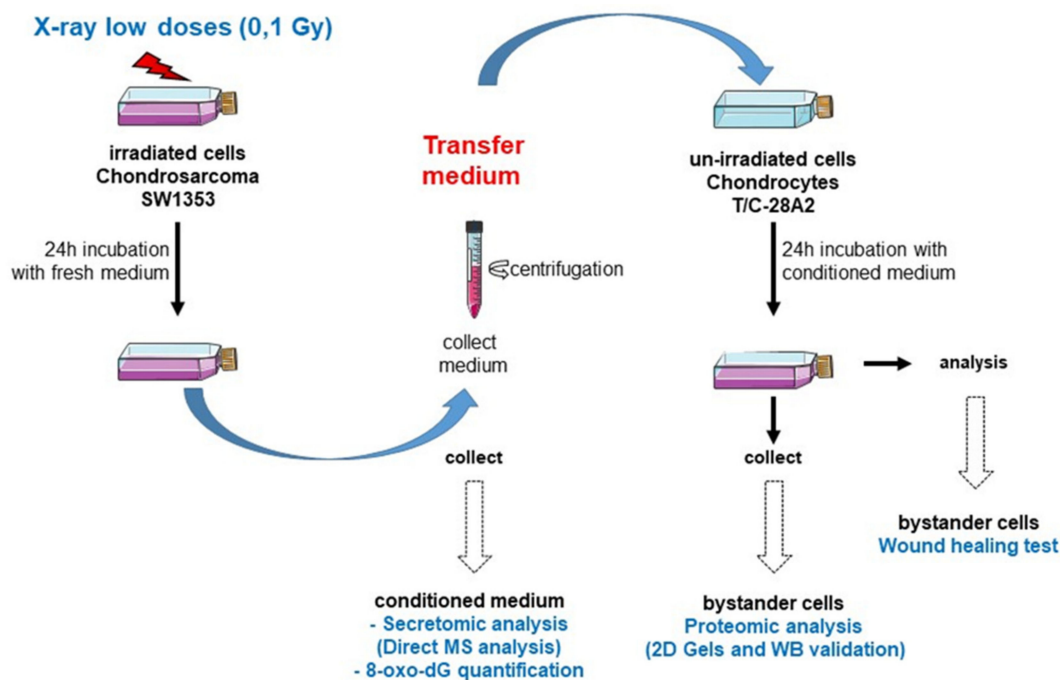 X-ray low doses (0,1 Gy)
irradiated cells
Chondrosarcoma
SW1353
24h incubation
with fresh medium
Transfer
medium
centrifugation
collect
medium
collect
conditioned medium
- Secretomic analysis
(Direct MS analysis)
- 8-oxo-dG quantification
un-irradiated cells
Chondrocytes
T/C-28A2
24h incubation with
conditioned medium
analysis
collect
bystander cells
Wound healing test
bystander cells
Proteomic analysis
(2D Gels and WB validation)